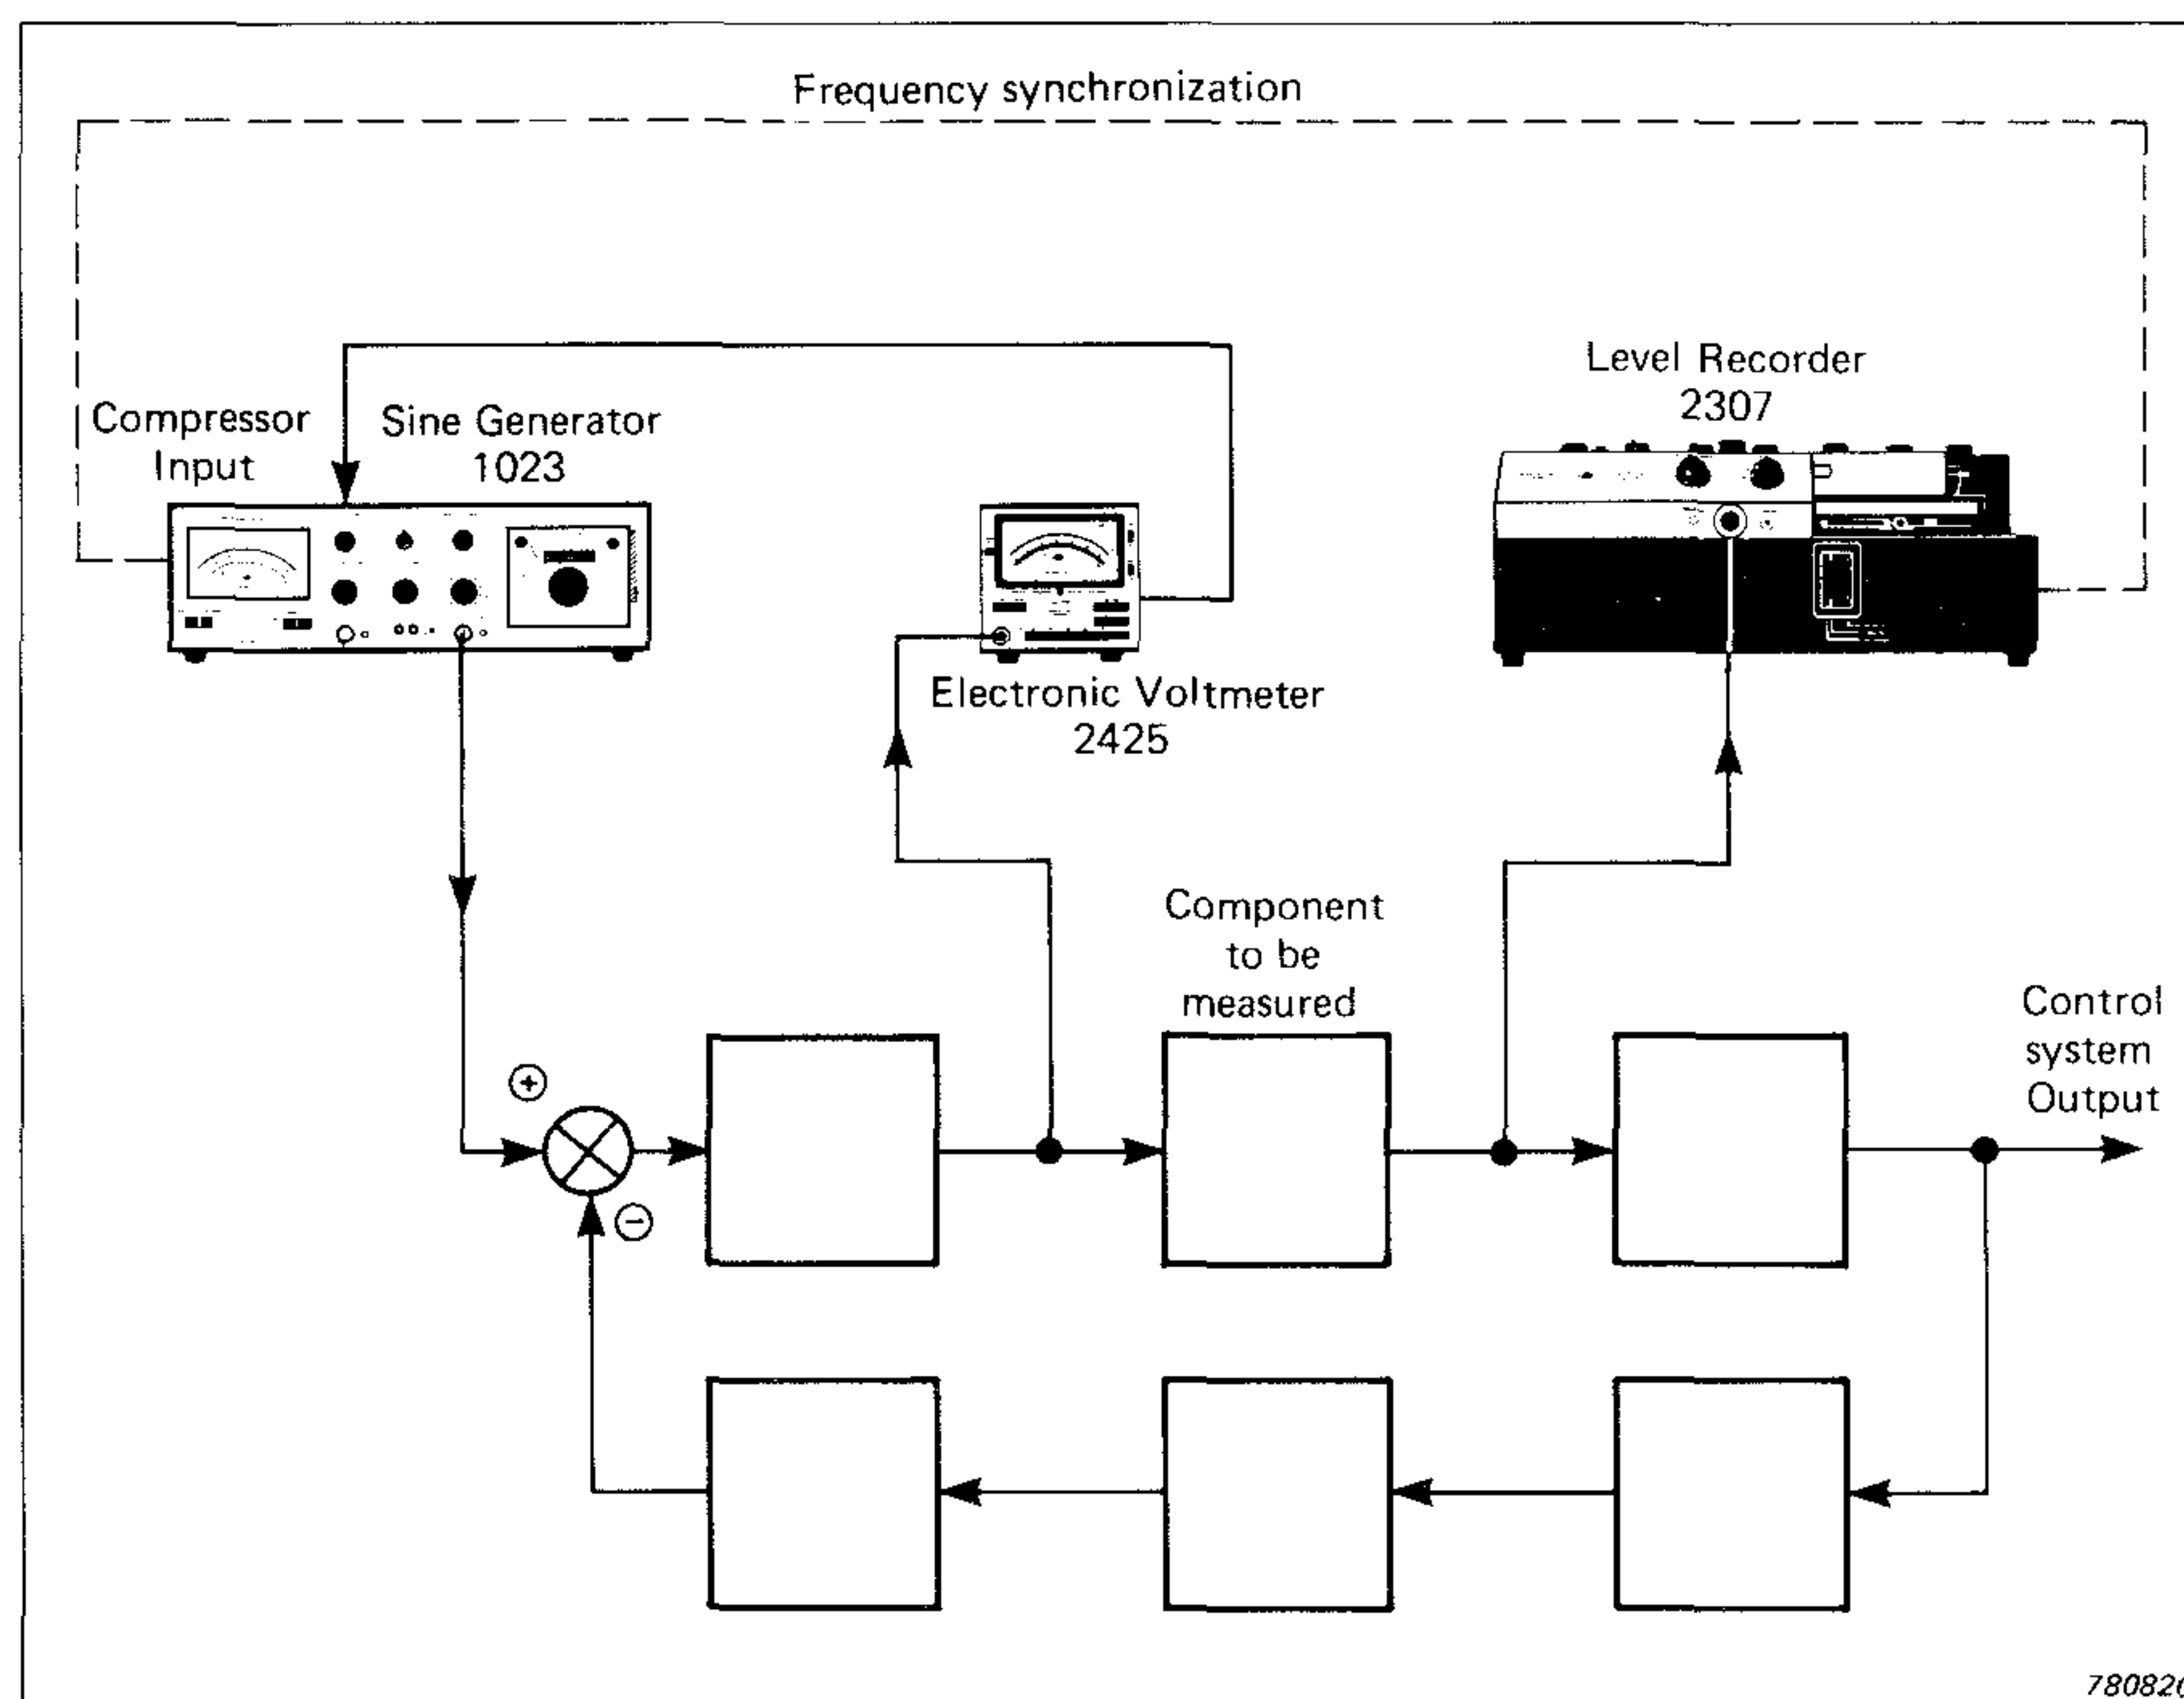 Frequency synchronization
Compressor
Input
Sine Generator
1023
Level Recorder
2307
Electronic Voltmeter
2425
Component
to be
measured
Control
system
Output
+
−